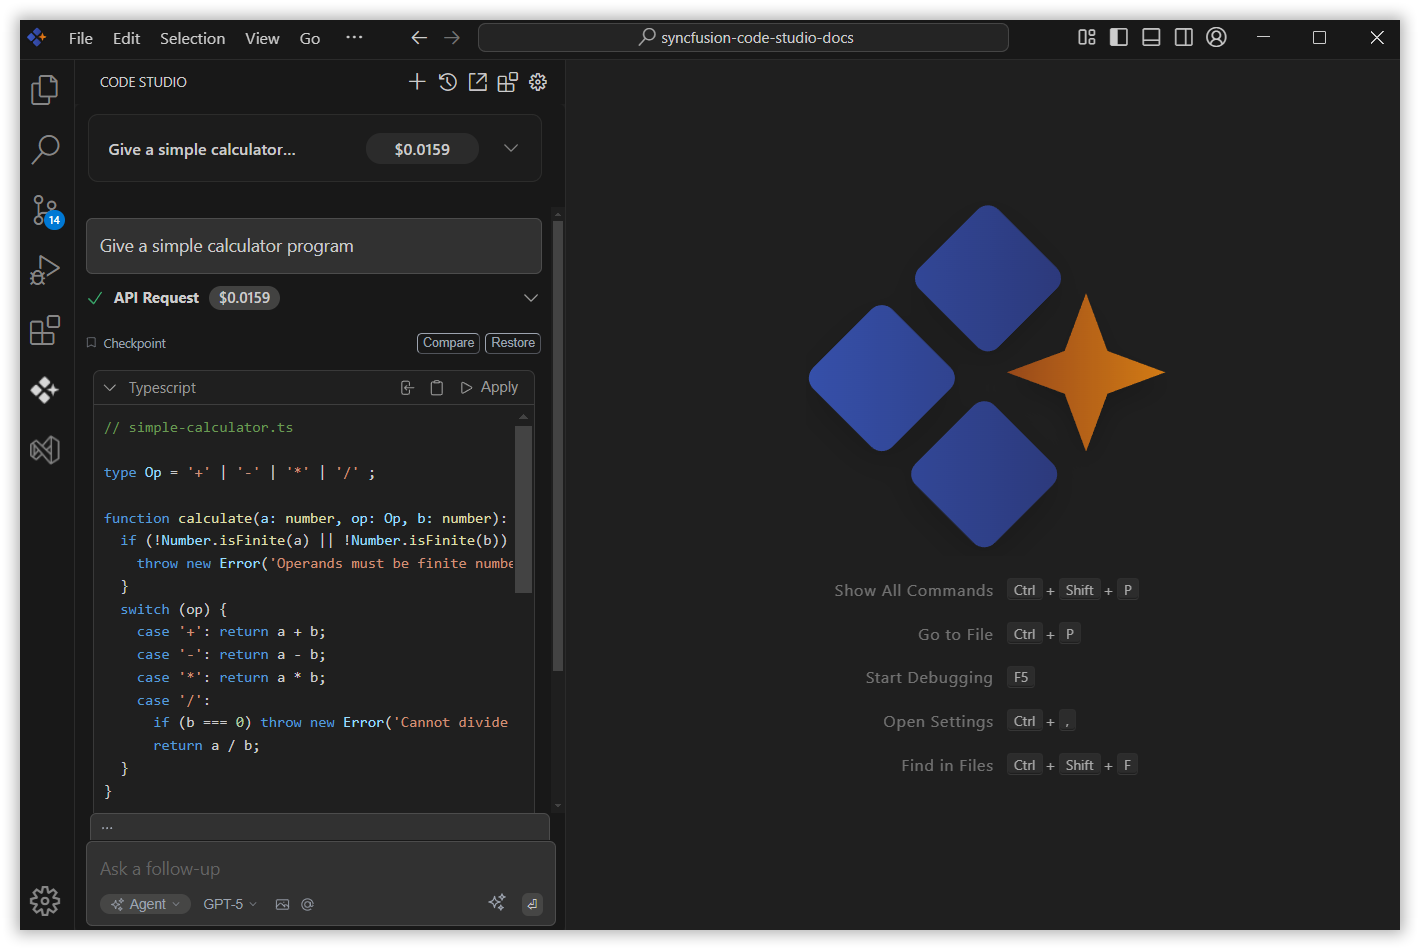 File Edit Selection View Go ··· syncfusion-code-studio-docs
CODE STUDIO
Give a simple calculator... $0.0159
14
Give a simple calculator program
API Request $0.0159
Checkpoint Compare Restore
Typescript Apply
// simple-calculator.ts
type Op = '+' | '-' | '*' | '/' ;
function calculate(a: number, op: Op, b: number):
if (!Number.isFinite(a) || !Number.isFinite(b))
throw new Error('Operands must be finite numbe
}
switch (op) {
case '+': return a + b;
case '-': return a - b;
case '*': return a * b;
case '/':
if (b === 0) throw new Error('Cannot divide
return a / b;
}
}
...
Ask a follow-up
Agent GPT-5 @
Show All Commands Ctrl + Shift + P
Go to File Ctrl + P
Start Debugging F5
Open Settings Ctrl + ,
Find in Files Ctrl + Shift + F